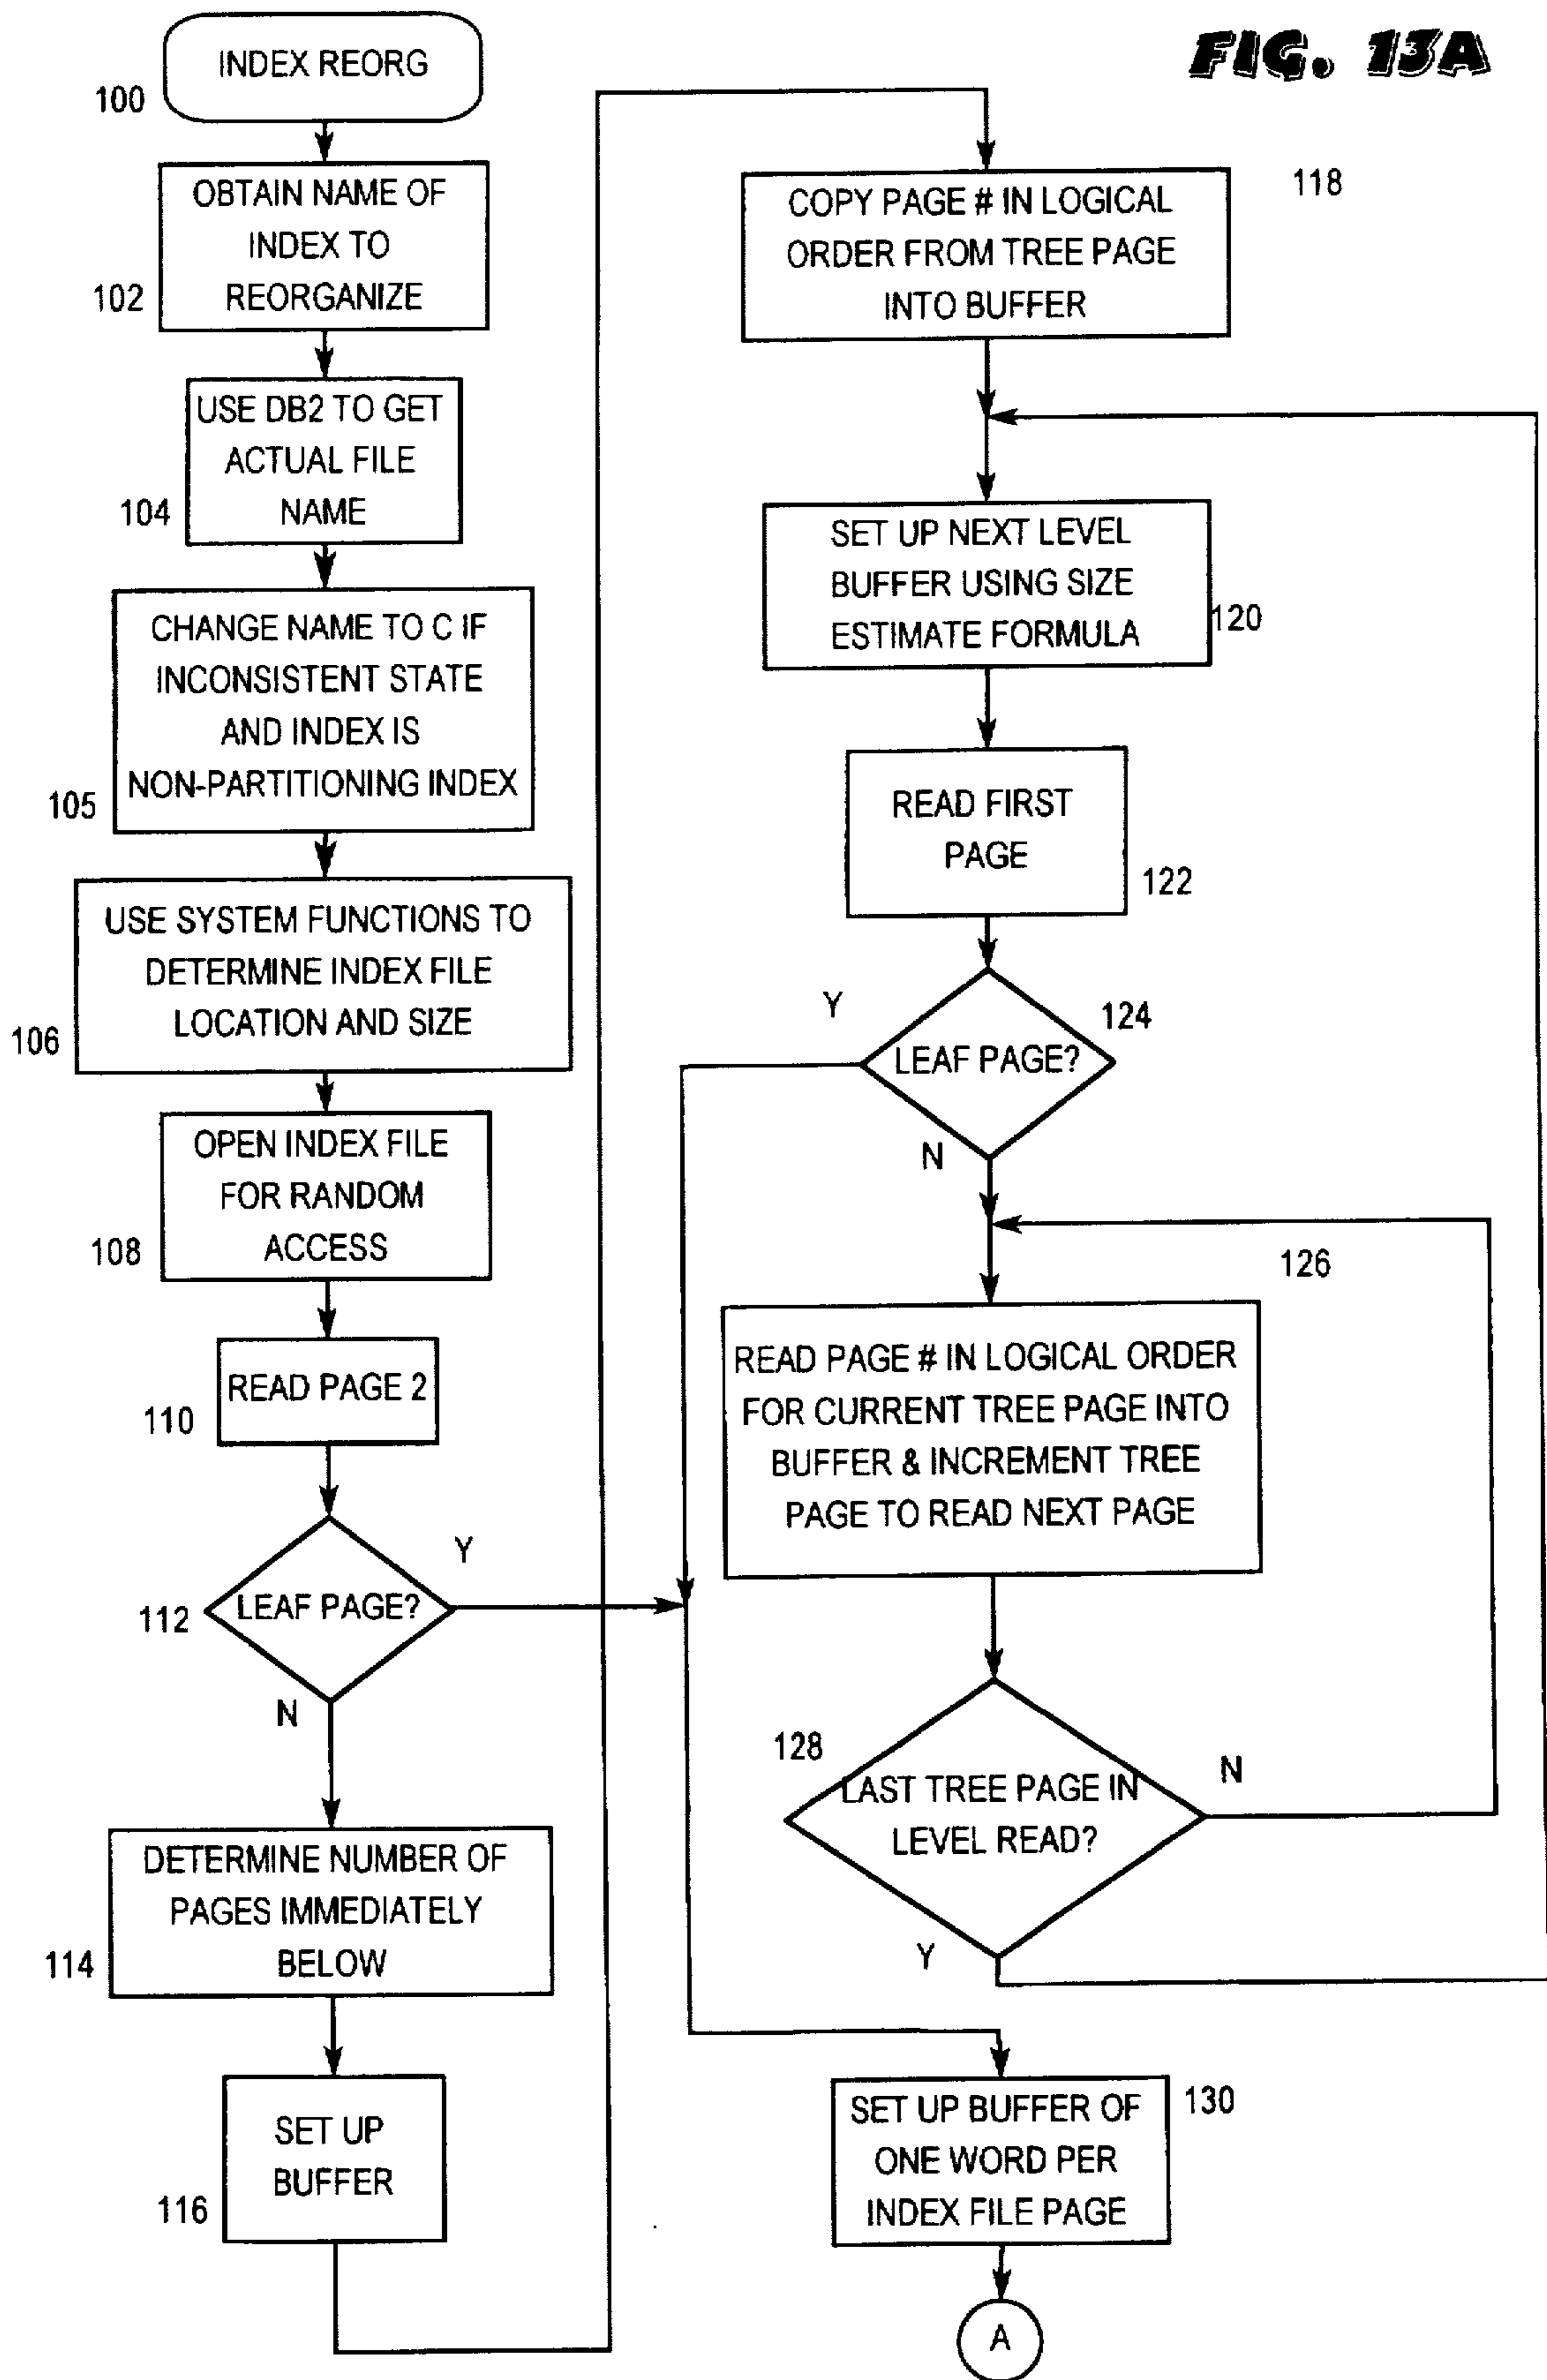 FIG. 13A
INDEX REORG
100
OBTAIN NAME OF
INDEX TO
REORGANIZE
102
USE DB2 TO GET
ACTUAL FILE
NAME
104
CHANGE NAME TO C IF
INCONSISTENT STATE
AND INDEX IS
NON-PARTITIONING INDEX
105
USE SYSTEM FUNCTIONS TO
DETERMINE INDEX FILE
LOCATION AND SIZE
106
OPEN INDEX FILE
FOR RANDOM
ACCESS
108
READ PAGE 2
110
LEAF PAGE?
112
Y
N
DETERMINE NUMBER OF
PAGES IMMEDIATELY
BELOW
114
SET UP
BUFFER
116
COPY PAGE # IN LOGICAL
ORDER FROM TREE PAGE
INTO BUFFER
118
SET UP NEXT LEVEL
BUFFER USING SIZE
ESTIMATE FORMULA
120
READ FIRST
PAGE
122
LEAF PAGE?
124
Y
N
126
READ PAGE # IN LOGICAL ORDER
FOR CURRENT TREE PAGE INTO
BUFFER & INCREMENT TREE
PAGE TO READ NEXT PAGE
128
LAST TREE PAGE IN
LEVEL READ?
N
Y
SET UP BUFFER OF
ONE WORD PER
INDEX FILE PAGE
130
A